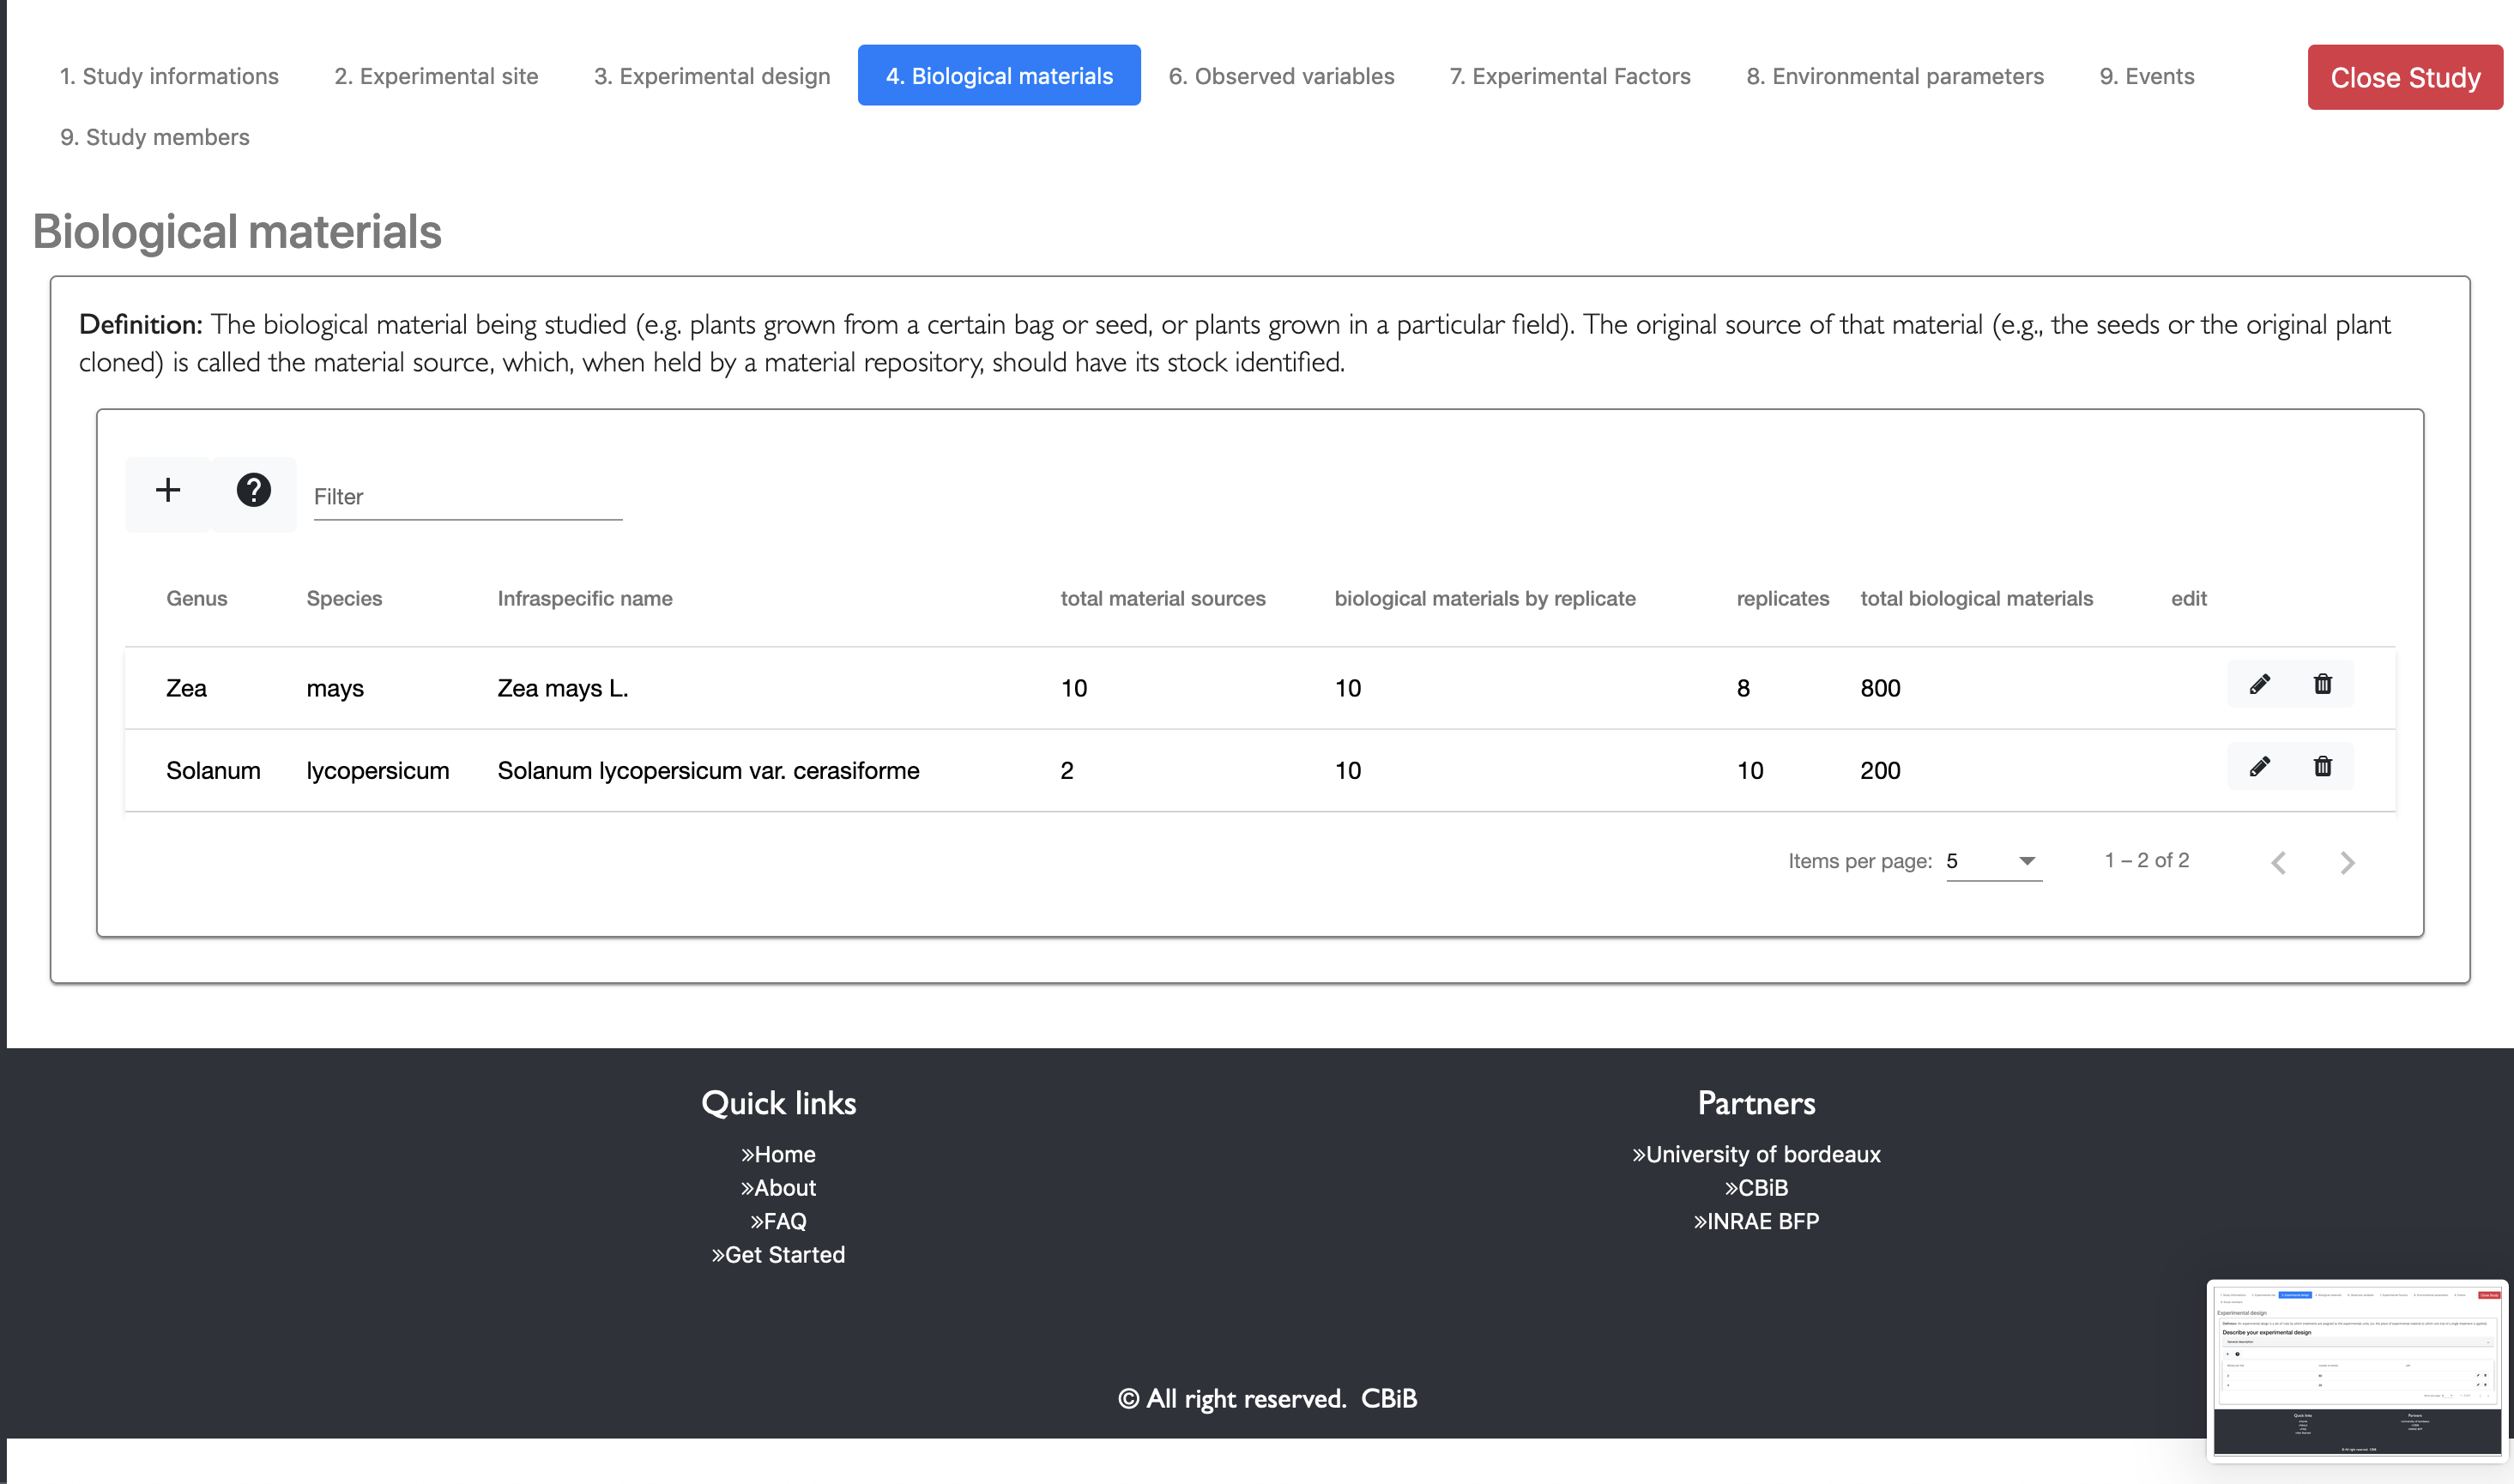 1. Study informations 2. Experimental site 3. Experimental design 4. Biological materials 6. Observed variables 7. Experimental Factors 8. Environmental parameters 9. Events Close Study
9. Study members
Biological materials
Definition: The biological material being studied (e.g. plants grown from a certain bag or seed, or plants grown in a particular field). The original source of that material (e.g., the seeds or the original plant
cloned) is called the material source, which, when held by a material repository, should have its stock identified.
Filter
Genus Species Infraspecific name total material sources biological materials by replicate replicates total biological materials edit
Zea mays Zea mays L. 10 10 8 800
Solanum lycopersicum Solanum lycopersicum var. cerasiforme 2 10 10 200
Items per page: 5 1 – 2 of 2
Quick links
»Home
»About
»FAQ
»Get Started
Partners
»University of bordeaux
»CBiB
»INRAE BFP
© All right reserved. CBiB
Experimental design
Describe your experimental design